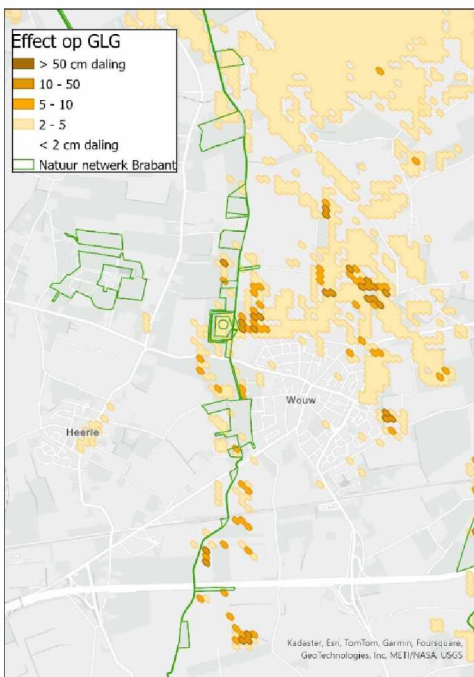 Effect op GLG
> 50 cm daling
10 - 50
5 - 10
2 - 5
< 2 cm daling
Natuur netwerk Brabant
Wouw
Heerle
Kadaster, Esri, TomTom, Garmin, Foursquare,
GeoTechnologies, Inc, METI/NASA, USGS